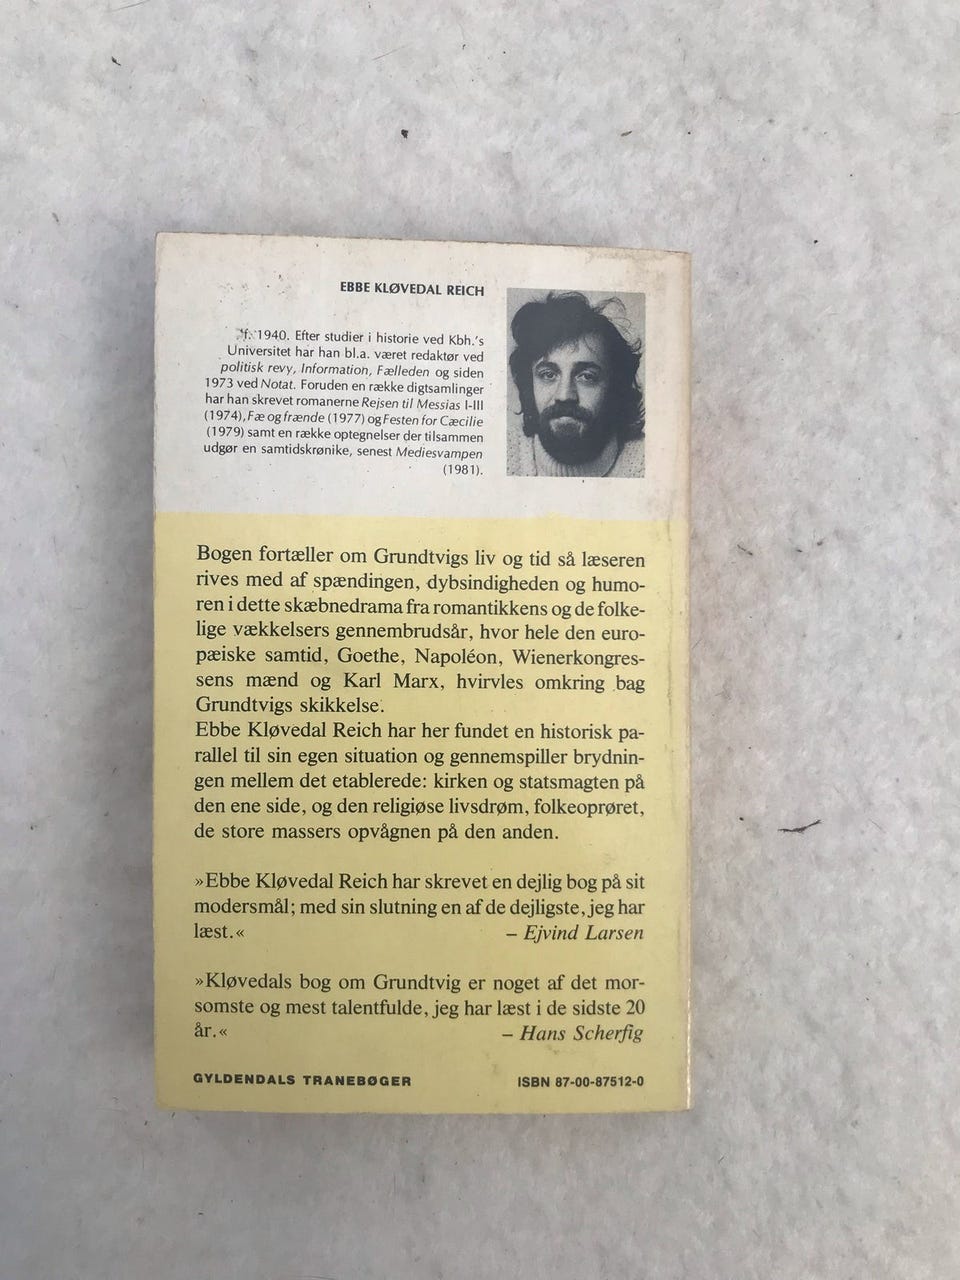 EBBE KLØVEDAL REICH
f. 1940. Efter studier i historie ved Kbh.'s
Universitet har han bl.a. været redaktør ved
politisk revy, Information, Fælleden og siden
1973 ved Notat. Foruden en række digtsamlinger
har han skrevet romanerne Rejsen til Messias I-III
(1974), Fæ og frænde (1977) og Festen for Cæcilie
(1979) samt en række optegnelser der tilsammen
udgør en samtidskrønike, senest Mediesvampen
(1981).
Bogen fortæller om Grundtvigs liv og tid så læseren
rives med af spændingen, dybsindigheden og humo-
ren i dette skæbnedrama fra romantikkens og de folke-
lige vækkelsers gennembrudsår, hvor hele den euro-
pæiske samtid, Goethe, Napoléon, Wienerkongres-
sens mænd og Karl Marx, hvirvles omkring bag
Grundtvigs skikkelse.
Ebbe Kløvedal Reich har her fundet en historisk pa-
rallel til sin egen situation og gennemspiller brydnin-
gen mellem det etablerede: kirken og statsmagten på
den ene side, og den religiøse livsdrøm, folkeoprøret,
de store massers opvågnen på den anden.
»Ebbe Kløvedal Reich har skrevet en dejlig bog på sit
modersmål; med sin slutning en af de dejligste, jeg har
læst.« – Ejvind Larsen
»Kløvedals bog om Grundtvig er noget af det mor-
somste og mest talentfulde, jeg har læst i de sidste 20
år.« – Hans Scherfig
GYLDENDALS TRANEBØGER ISBN 87-00-87512-0